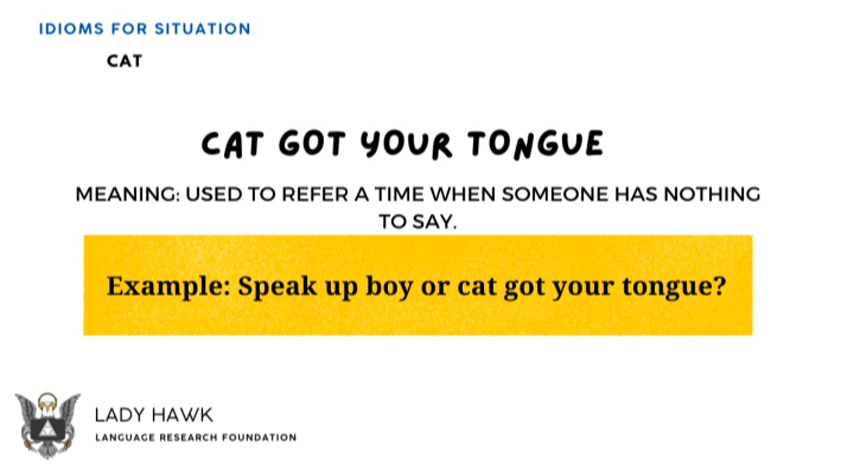 IDIOMS FOR SITUATION
CAT
CAT GOT YOUR TONGUE
MEANING: USED TO REFER A TIME WHEN SOMEONE HAS NOTHING
TO SAY.
Example: Speak up boy or cat got your tongue?
LADY HAWK
LANGUAGE RESEARCH FOUNDATION